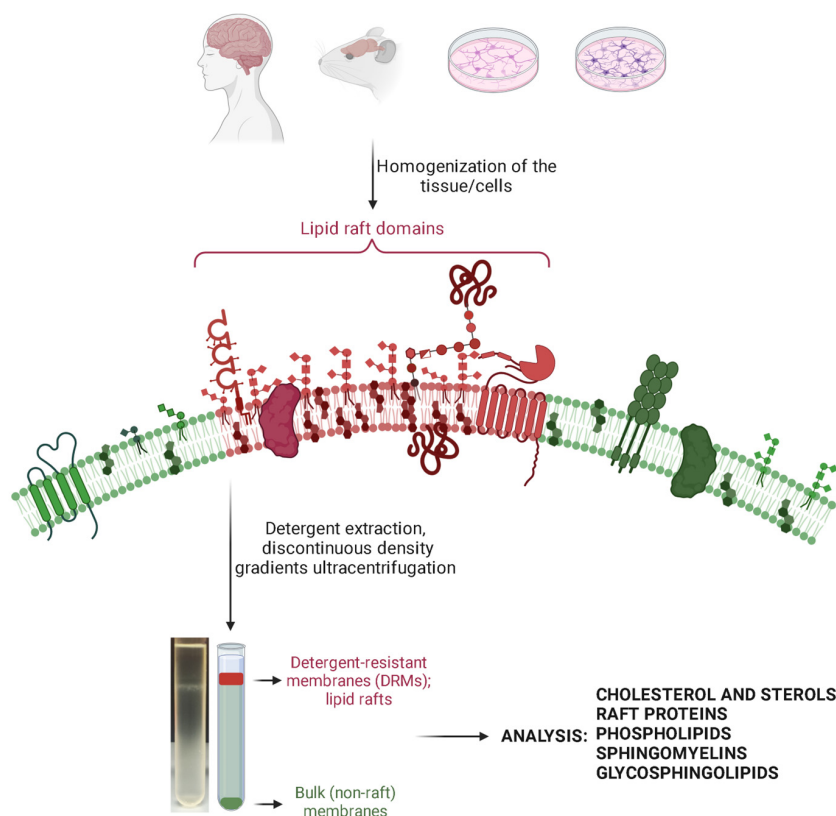 Homogenization of the
tissue/cells
Lipid raft domains
Detergent extraction,
discontinuous density
gradients ultracentrifugation
Detergent-resistant
membranes (DRMs);
lipid rafts
Bulk (non-raft)
membranes
ANALYSIS:
CHOLESTEROL AND STEROLS
RAFT PROTEINS
PHOSPHOLIPIDS
SPHINGOMYELINS
GLYCOSPHINGOLIPIDS